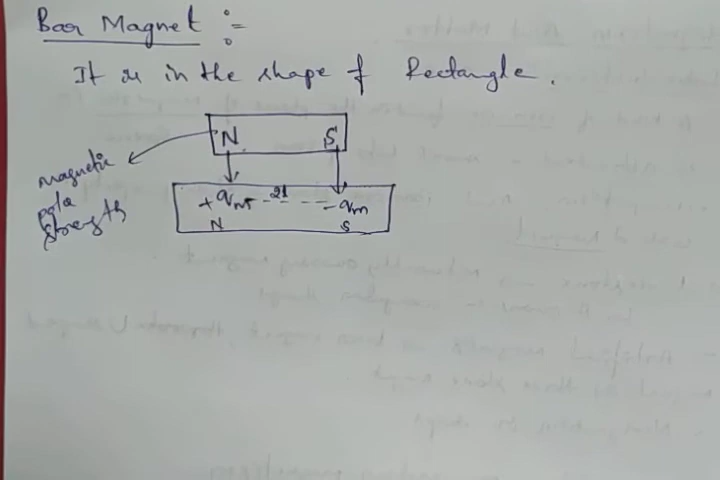 Bar Magnet :-
It is in the shape of Rectangle.
N S
magnetic
pole
strength
+qm - - 2l - - - -qm
N S